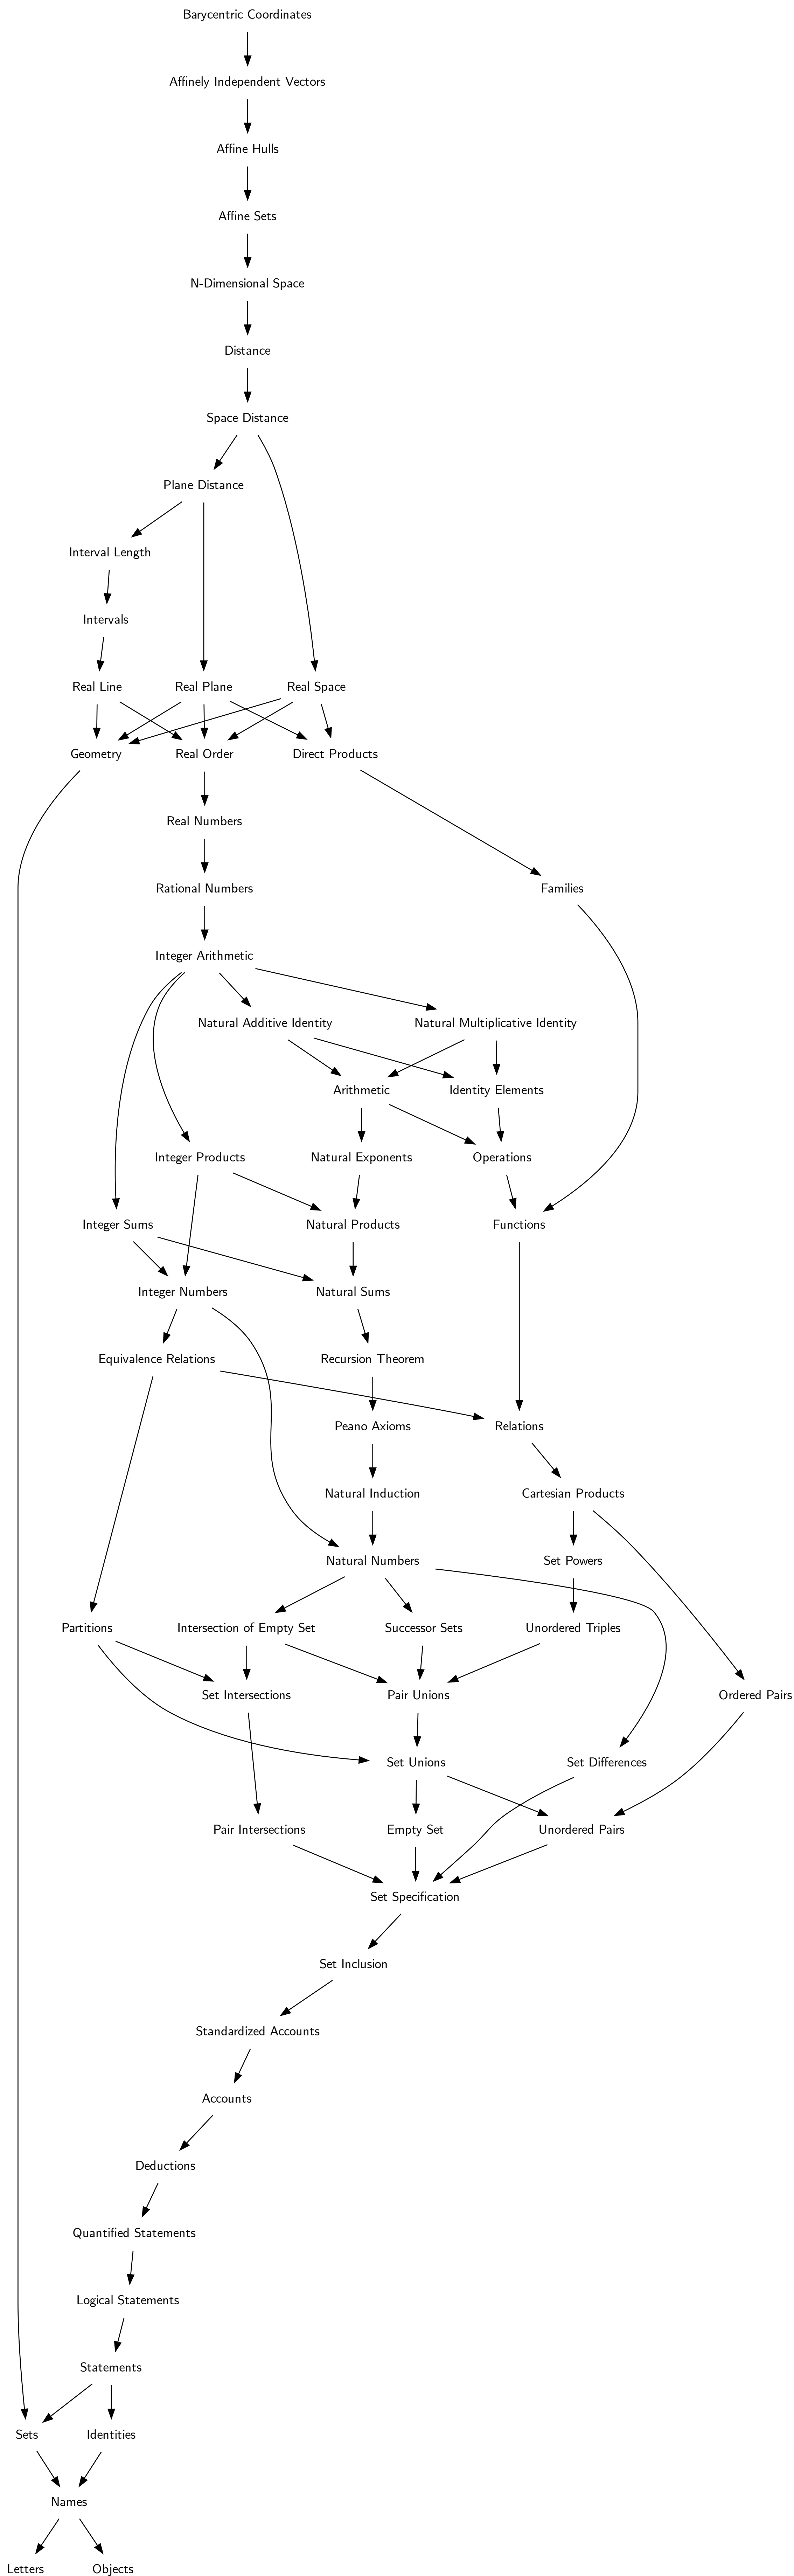 Barycentric Coordinates
Affinely Independent Vectors
Affine Hulls
Affine Sets
N-Dimensional Space
Distance
Space Distance
Plane Distance
Interval Length
Intervals
Real Line
Real Plane
Real Space
Geometry
Real Order
Direct Products
Real Numbers
Rational Numbers
Families
Integer Arithmetic
Natural Additive Identity
Natural Multiplicative Identity
Arithmetic
Identity Elements
Integer Products
Natural Exponents
Operations
Integer Sums
Natural Products
Functions
Integer Numbers
Natural Sums
Equivalence Relations
Recursion Theorem
Peano Axioms
Relations
Natural Induction
Cartesian Products
Natural Numbers
Set Powers
Partitions
Intersection of Empty Set
Successor Sets
Unordered Triples
Set Intersections
Pair Unions
Ordered Pairs
Set Unions
Set Differences
Pair Intersections
Empty Set
Unordered Pairs
Set Specification
Set Inclusion
Standardized Accounts
Accounts
Deductions
Quantified Statements
Logical Statements
Statements
Sets
Identities
Names
Letters
Objects